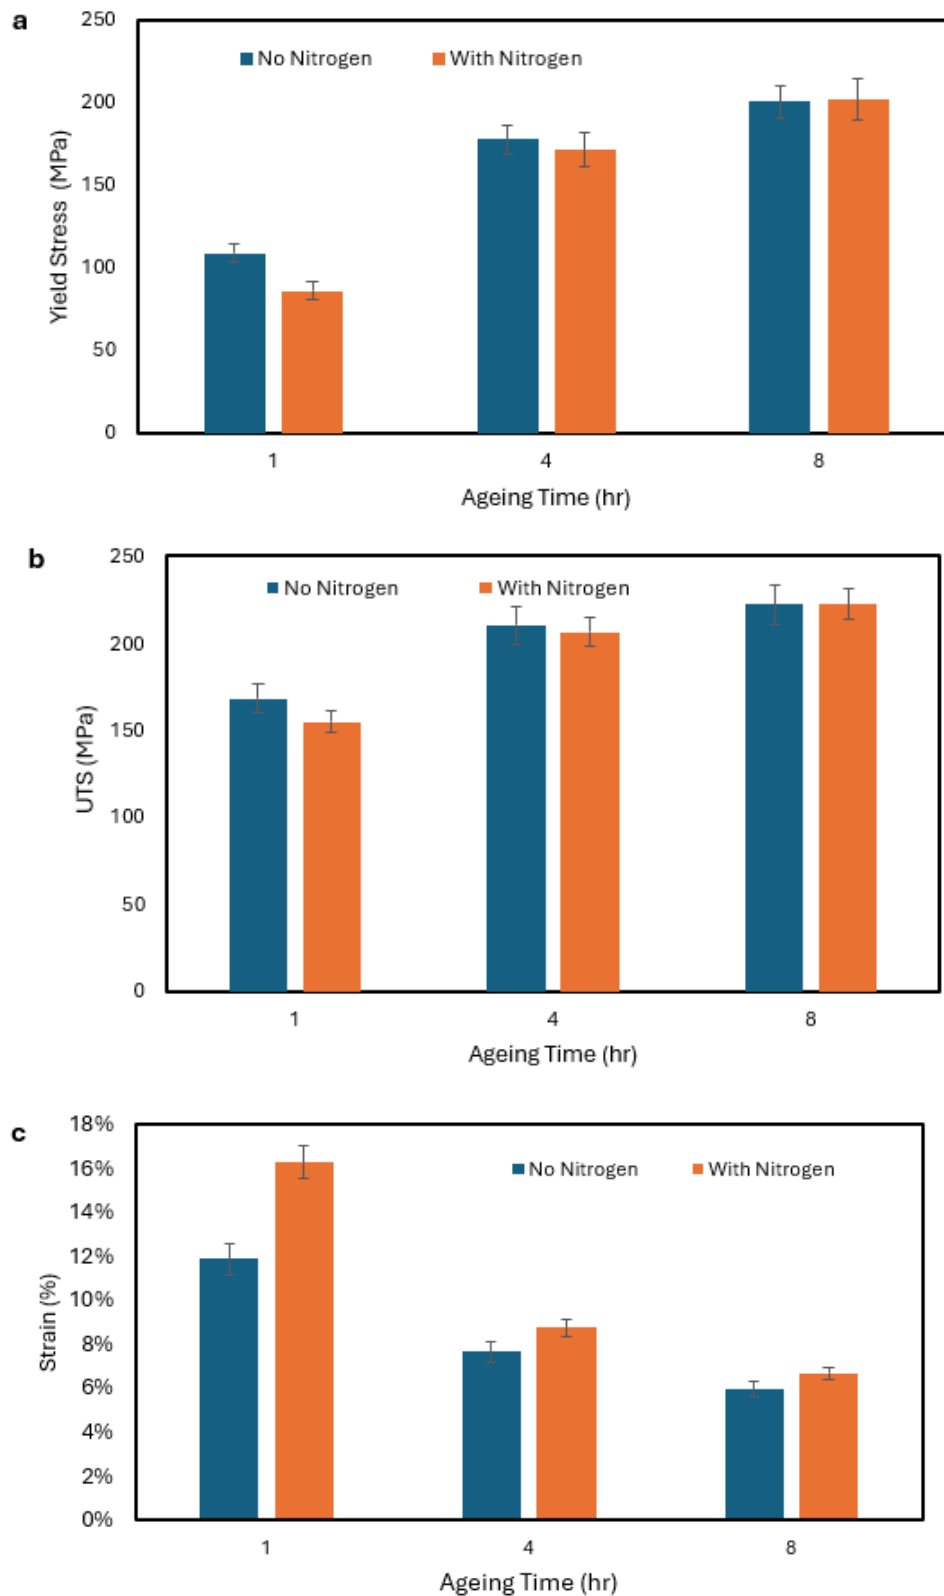 a
250
200
150
100
50
0
Yield Stress (MPa)
No Nitrogen With Nitrogen
1 4 8
Ageing Time (hr)
b
250
200
150
100
50
0
UTS (MPa)
No Nitrogen With Nitrogen
1 4 8
Ageing Time (hr)
c
18%
16%
14%
12%
10%
8%
6%
4%
2%
0%
Strain (%)
No Nitrogen With Nitrogen
1 4 8
Ageing Time (hr)